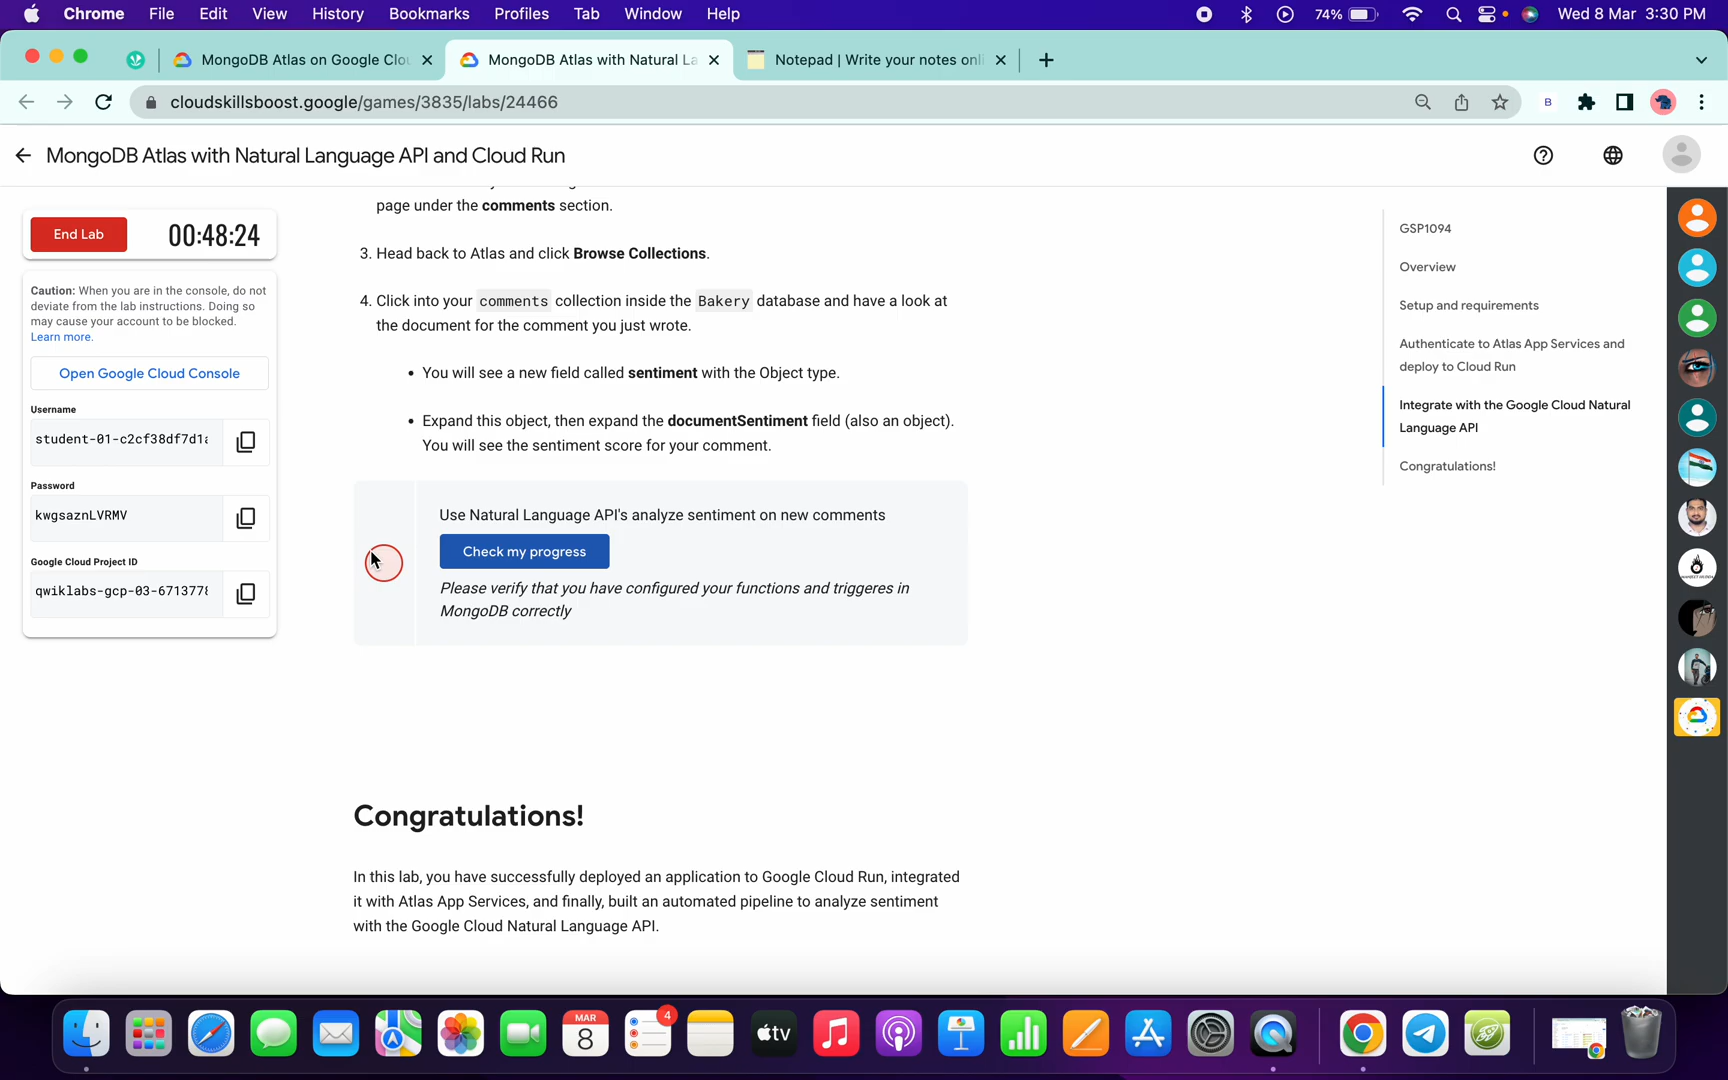 Chrome File Edit View History Bookmarks Profiles Tab Window Help 74% Wed 8 Mar 3:30 PM
MongoDB Atlas on Google Clou MongoDB Atlas with Natural La Notepad | Write your notes onli
cloudskillsboost.google/games/3835/labs/24466 B
MongoDB Atlas with Natural Language API and Cloud Run
End Lab 00:48:24
Caution: When you are in the console, do not
deviate from the lab instructions. Doing so
may cause your account to be blocked.
Learn more.
Open Google Cloud Console
Username
student-01-c2cf38df7d1a
Password
kwgsaznLVRMV
Google Cloud Project ID
qwiklabs-gcp-03-6713778
page under the comments section.
3. Head back to Atlas and click Browse Collections.
4. Click into your comments collection inside the Bakery database and have a look at
the document for the comment you just wrote.
• You will see a new field called sentiment with the Object type.
• Expand this object, then expand the documentSentiment field (also an object).
You will see the sentiment score for your comment.
Use Natural Language API's analyze sentiment on new comments
Check my progress
Please verify that you have configured your functions and triggeres in
MongoDB correctly
Congratulations!
In this lab, you have successfully deployed an application to Google Cloud Run, integrated
it with Atlas App Services, and finally, built an automated pipeline to analyze sentiment
with the Google Cloud Natural Language API.
GSP1094
Overview
Setup and requirements
Authenticate to Atlas App Services and
deploy to Cloud Run
Integrate with the Google Cloud Natural
Language API
Congratulations!
MAR
8
4
tv